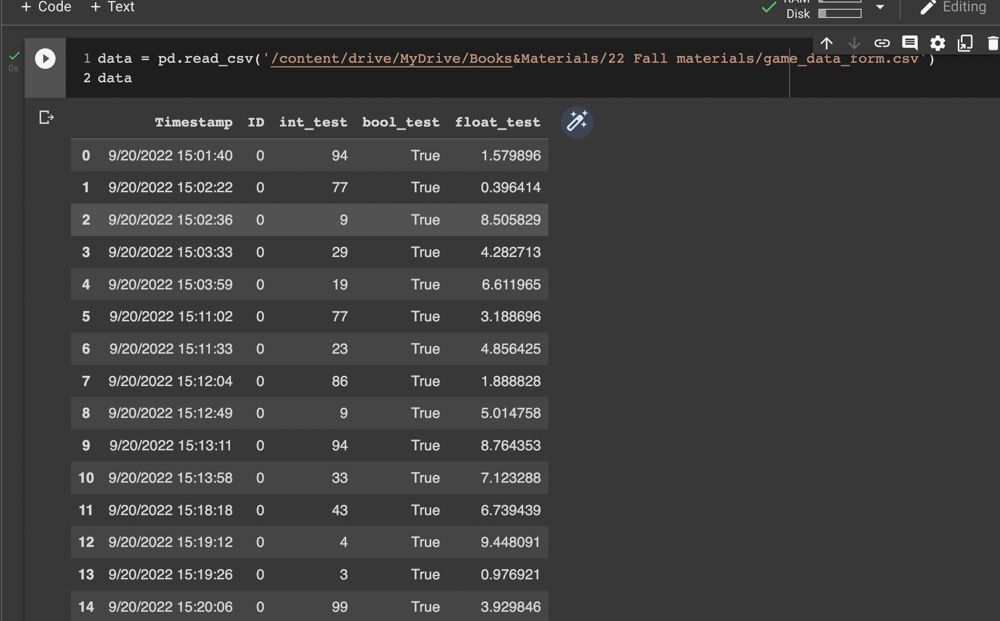 + Code + Text
RAM
Disk
Editing
0s
1 data = pd.read_csv('/content/drive/MyDrive/Books&Materials/22 Fall materials/game_data_form.csv')
2 data
Timestamp ID int_test bool_test float_test
0 9/20/2022 15:01:40 0 94 True 1.579896
1 9/20/2022 15:02:22 0 77 True 0.396414
2 9/20/2022 15:02:36 0 9 True 8.505829
3 9/20/2022 15:03:33 0 29 True 4.282713
4 9/20/2022 15:03:59 0 19 True 6.611965
5 9/20/2022 15:11:02 0 77 True 3.188696
6 9/20/2022 15:11:33 0 23 True 4.856425
7 9/20/2022 15:12:04 0 86 True 1.888828
8 9/20/2022 15:12:49 0 9 True 5.014758
9 9/20/2022 15:13:11 0 94 True 8.764353
10 9/20/2022 15:13:58 0 33 True 7.123288
11 9/20/2022 15:18:18 0 43 True 6.739439
12 9/20/2022 15:19:12 0 4 True 9.448091
13 9/20/2022 15:19:26 0 3 True 0.976921
14 9/20/2022 15:20:06 0 99 True 3.929846